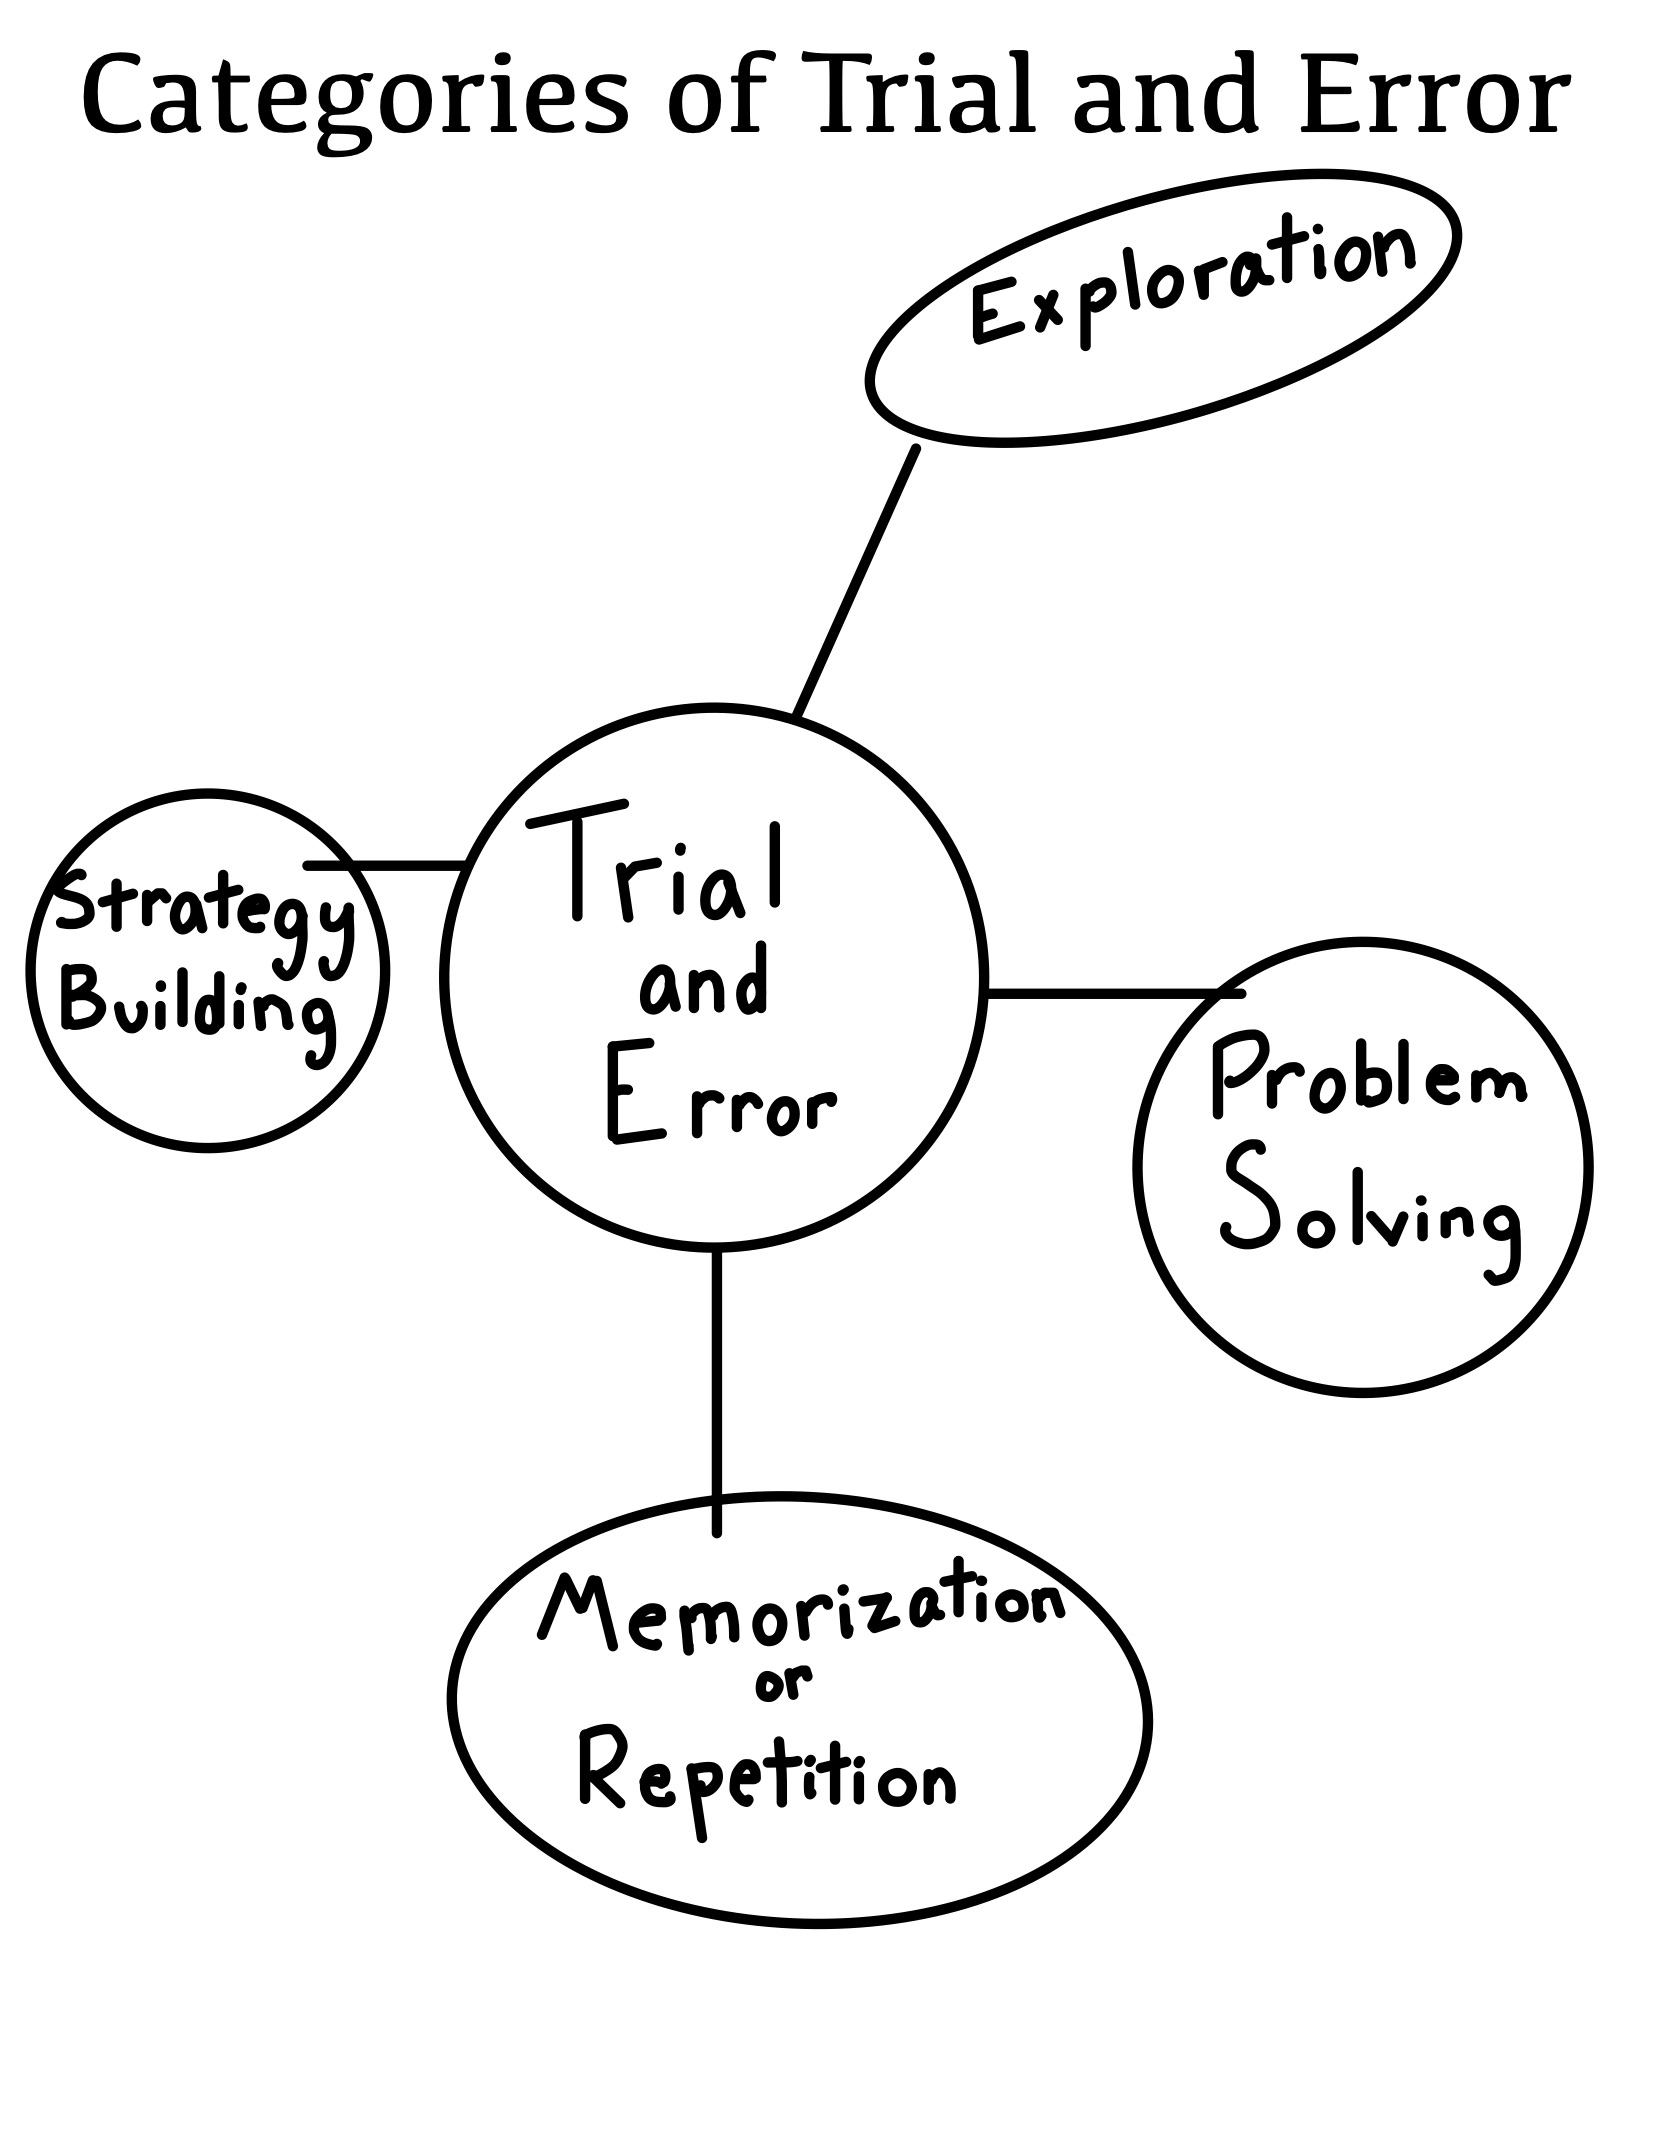 Categories of Trial and Error
Exploration
Trial
and
Error
Strategy
Building
Problem
Solving
Memorization
or
Repetition